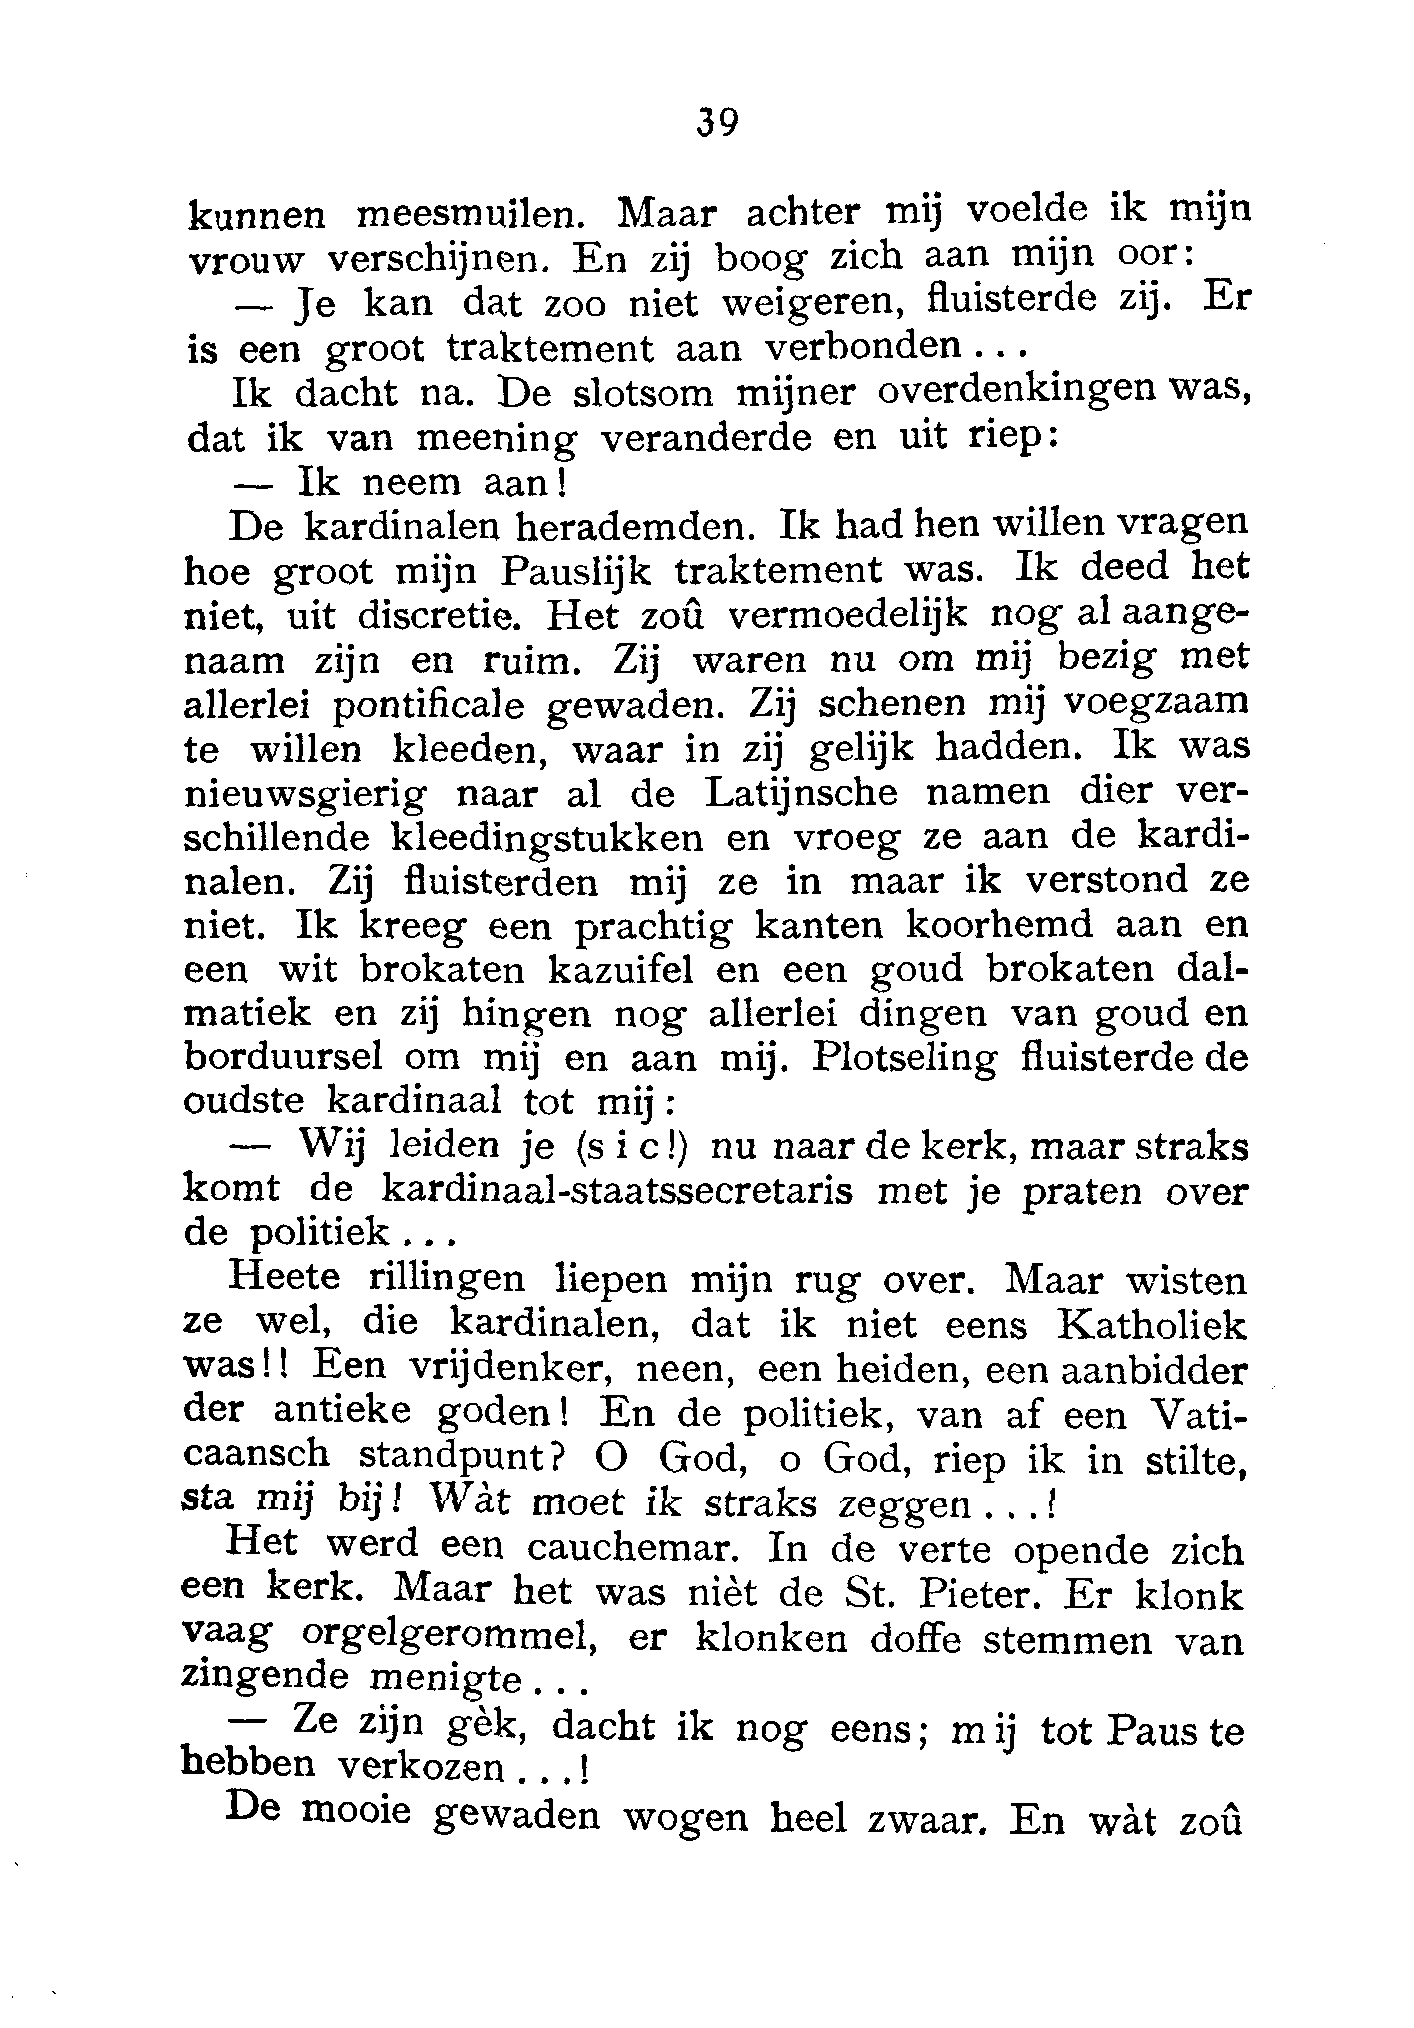 39
kunnen meesmuilen. Maar achter mij voelde ik mijn
vrouw verschijnen. En zij boog zich aan mijn oor:
— Je kan dat zoo niet weigeren, fluisterde zij. Er
is een groot traktement aan verbonden ...
Ik dacht na. De slotsom mijner overdenkingen was,
dat ik van meening veranderde en uit riep:
— Ik neem aan!
De kardinalen herademden. Ik had hen willen vragen
hoe groot mijn Pauslijk traktement was. Ik deed het
niet, uit discretie. Het zoû vermoedelijk nog al aange-
naam zijn en ruim. Zij waren nu om mij bezig met
allerlei pontificale gewaden. Zij schenen mij voegzaam
te willen kleeden, waar in zij gelijk hadden. Ik was
nieuwsgierig naar al de Latijnsche namen dier ver-
schillende kleedingstukken en vroeg ze aan de kardi-
nalen. Zij fluisterden mij ze in maar ik verstond ze
niet. Ik kreeg een prachtig kanten koorhemd aan en
een wit brokaten kazuifel en een goud brokaten dal-
matiek en zij hingen nog allerlei dingen van goud en
borduursel om mij en aan mij. Plotseling fluisterde de
oudste kardinaal tot mij:
— Wij leiden je (s i c!) nu naar de kerk, maar straks
komt de kardinaal-staatssecretaris met je praten over
de politiek ...
Heete rillingen liepen mijn rug over. Maar wisten
ze wel, die kardinalen, dat ik niet eens Katholiek
was!! Een vrijdenker, neen, een heiden, een aanbidder
der antieke goden! En de politiek, van af een Vati-
caansch standpunt? O God, o God, riep ik in stilte,
sta mij bij! Wàt moet ik straks zeggen ...!
Het werd een cauchemar. In de verte opende zich
een kerk. Maar het was nièt de St. Pieter. Er klonk
vaag orgelgerommel, er klonken doffe stemmen van
zingende menigte ...
— Ze zijn gèk, dacht ik nog eens; m ij tot Paus te
hebben verkozen ...!
De mooie gewaden wogen heel zwaar. En wàt zoû